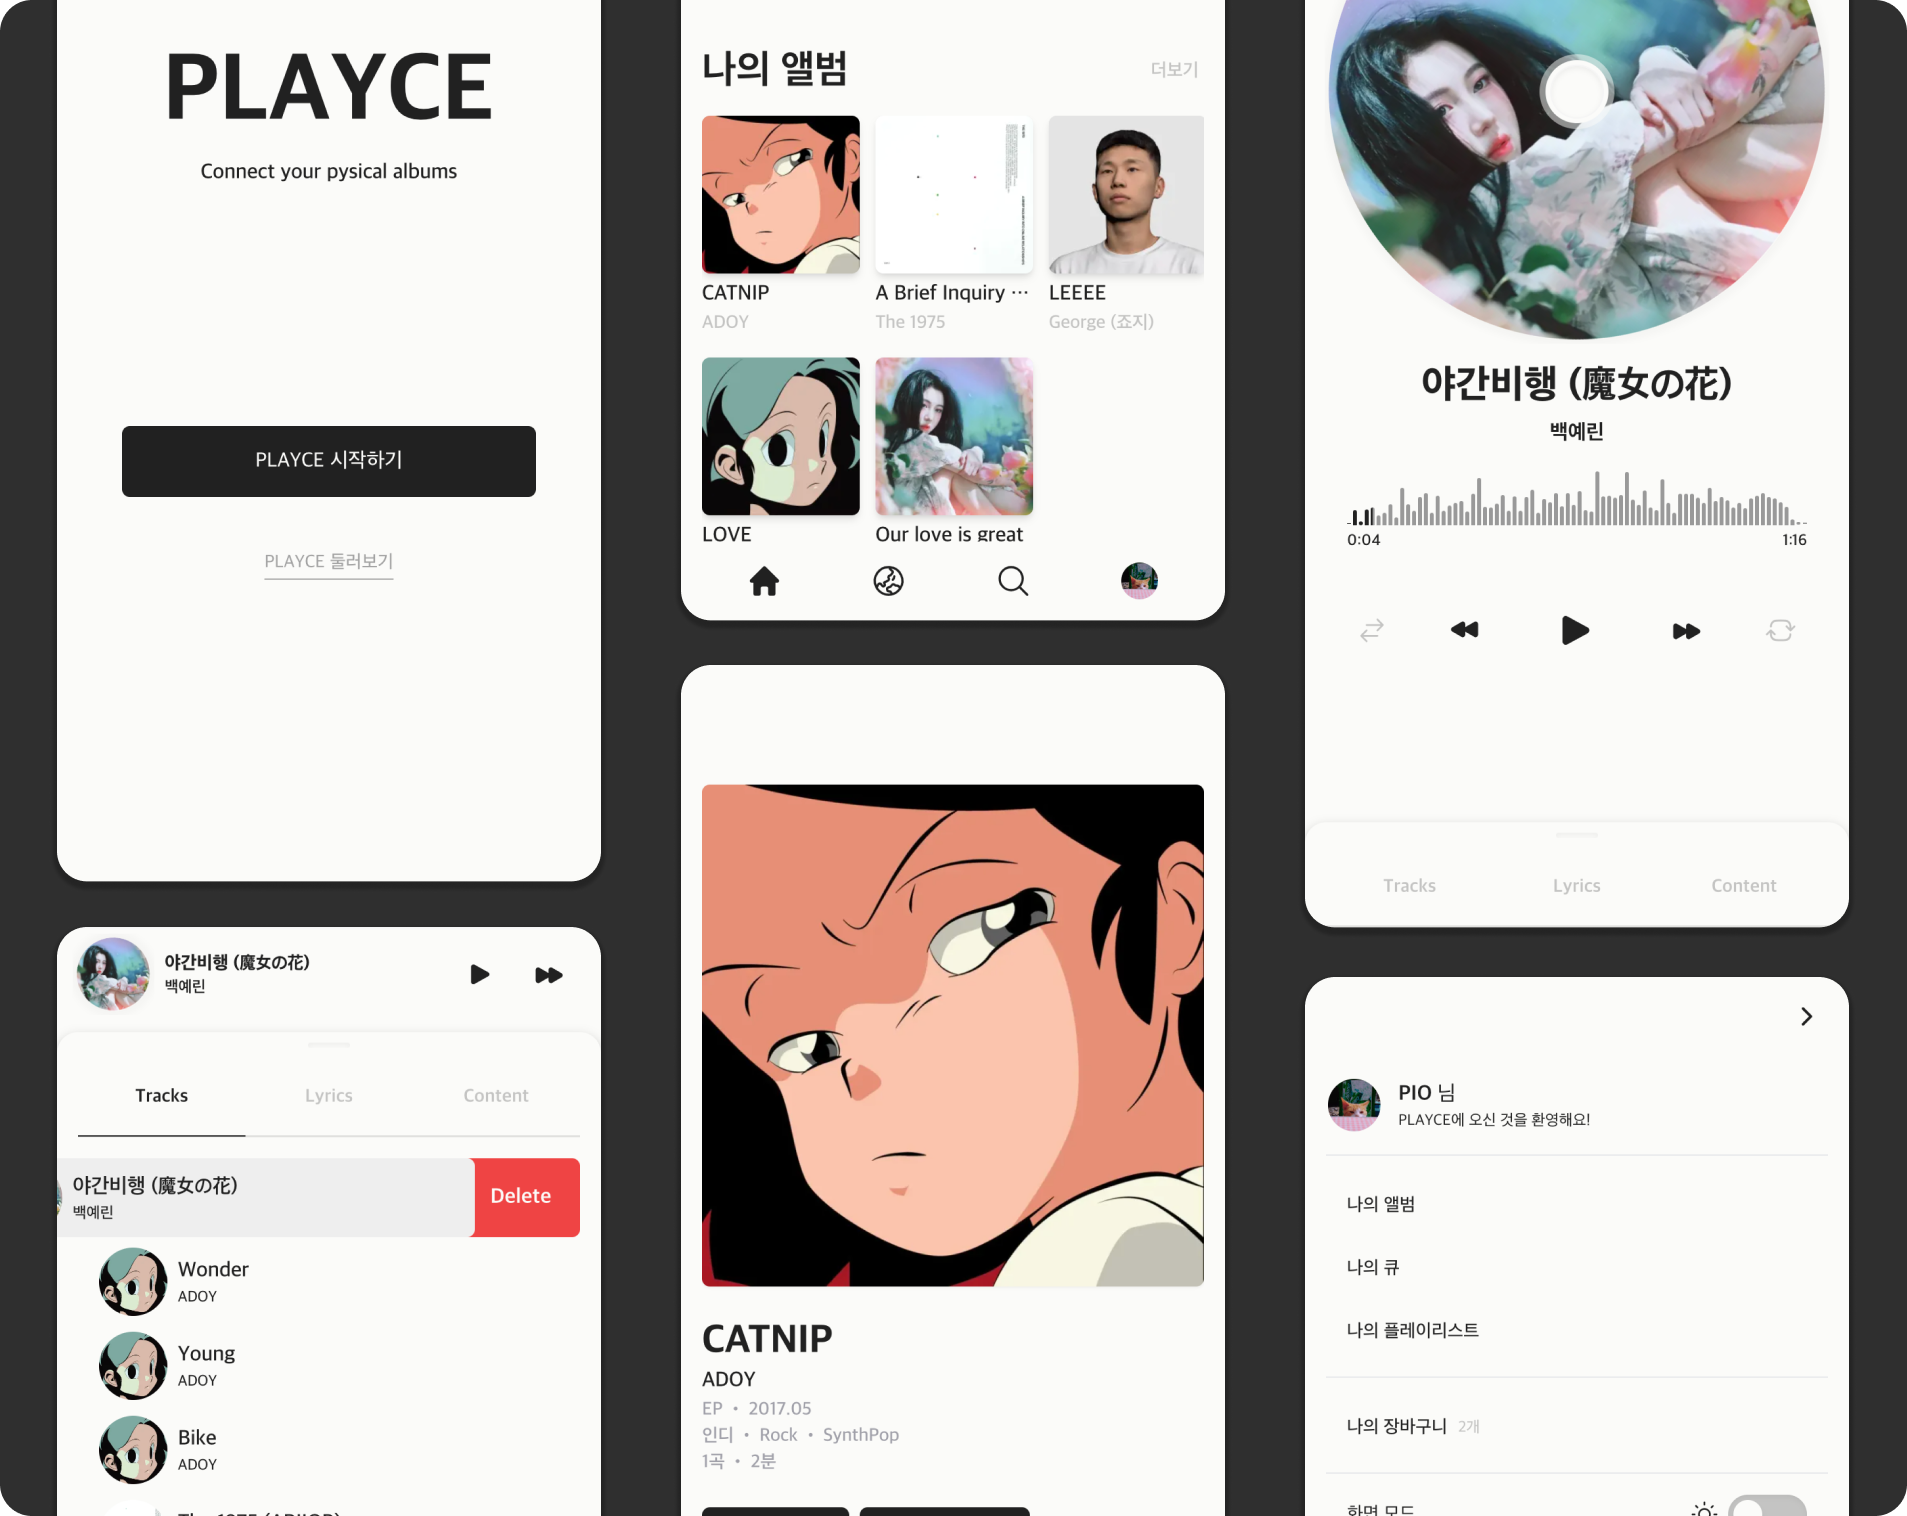 PLAYCE
Connect your pysical albums
PLAYCE 시작하기
PLAYCE 둘러보기
야간비행 (魔女の花)
백예린
Tracks
Lyrics
Content
야간비행 (魔女の花)
백예린
Delete
Wonder
ADOY
Young
ADOY
Bike
ADOY
나의 앨범
더보기
CATNIP
ADOY
A Brief Inquiry ···
The 1975
LEEEE
George (죠지)
LOVE
Our love is great
CATNIP
ADOY
EP • 2017.05
인디 • Rock • SynthPop
1곡 • 2분
야간비행 (魔女の花)
백예린
0:04
1:16
Tracks
Lyrics
Content
PIO 님
PLAYCE에 오신 것을 환영해요!
나의 앨범
나의 큐
나의 플레이리스트
나의 장바구니 2개
화면 모드